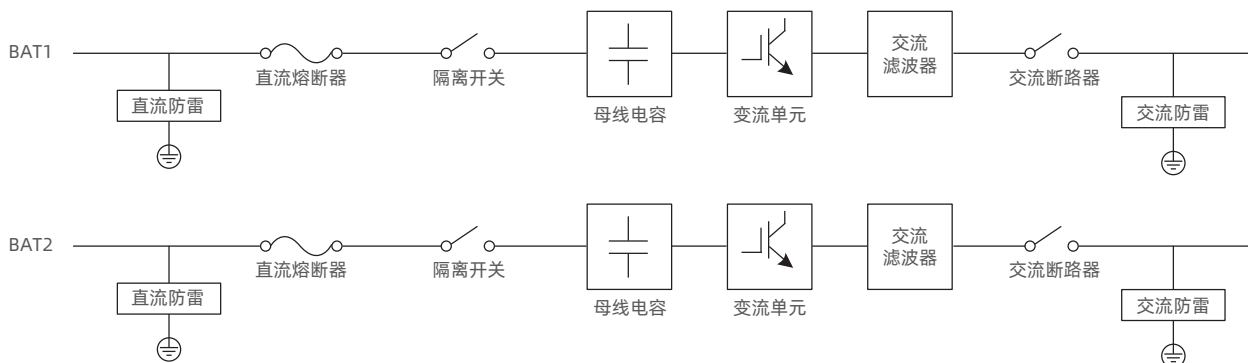 BAT1
直流防雷
直流熔断器
隔离开关
母线电容
变流单元
交流
滤波器
交流断路器
交流防雷
BAT2
直流防雷
直流熔断器
隔离开关
母线电容
变流单元
交流
滤波器
交流断路器
交流防雷